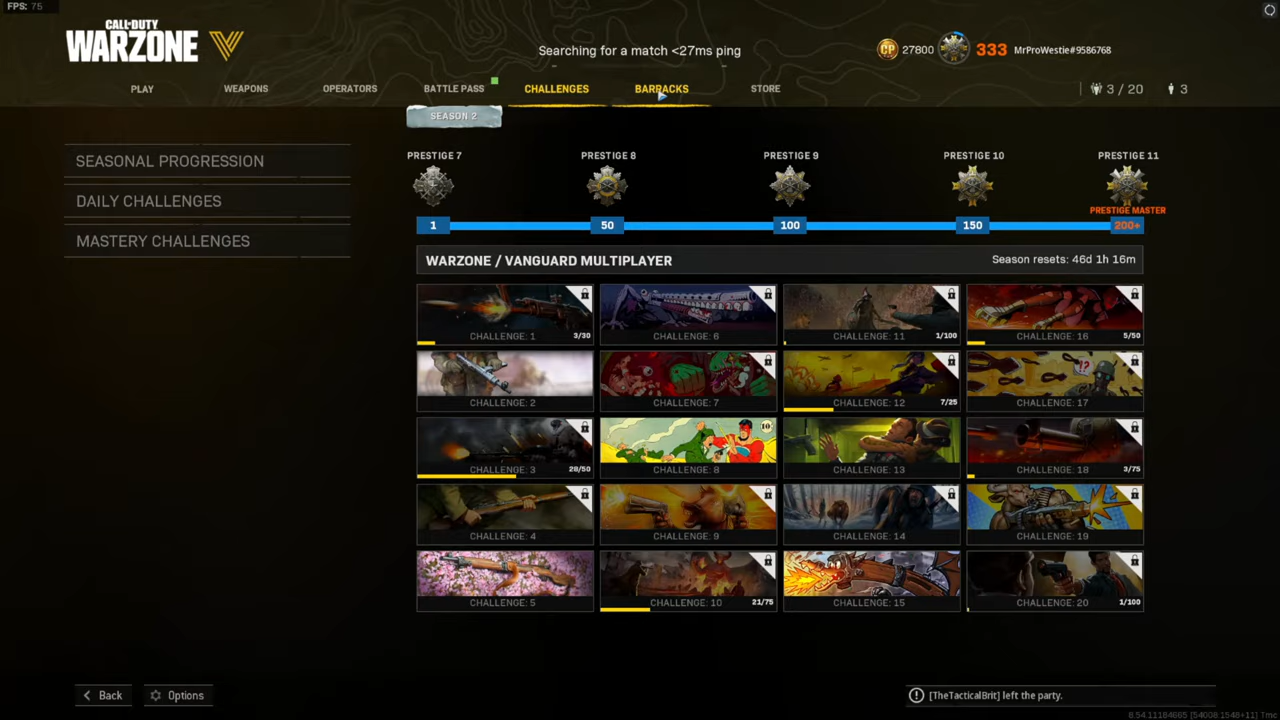 FPS: 75
CALL OF DUTY
WARZONE
Searching for a match <27ms ping
CP 27800 333 MrProWestie#9586768
PLAY WEAPONS OPERATORS BATTLE PASS CHALLENGES BARRACKS STORE
3 / 20 3
SEASON 2
SEASONAL PROGRESSION
DAILY CHALLENGES
MASTERY CHALLENGES
PRESTIGE 7 PRESTIGE 8 PRESTIGE 9 PRESTIGE 10 PRESTIGE 11
PRESTIGE MASTER
1 50 100 150 200+
WARZONE / VANGUARD MULTIPLAYER Season resets: 46d 1h 16m
CHALLENGE: 1 3/30 CHALLENGE: 6 CHALLENGE: 11 1/100 CHALLENGE: 16 5/50
!?
CHALLENGE: 2 CHALLENGE: 7 CHALLENGE: 12 7/25 CHALLENGE: 17
10¢
CHALLENGE: 3 28/50 CHALLENGE: 8 CHALLENGE: 13 CHALLENGE: 18 3/75
CHALLENGE: 4 CHALLENGE: 9 CHALLENGE: 14 CHALLENGE: 19
CHALLENGE: 5 CHALLENGE: 10 21/75 CHALLENGE: 15 CHALLENGE: 20 1/100
Back Options
[TheTacticalBrit] left the party.